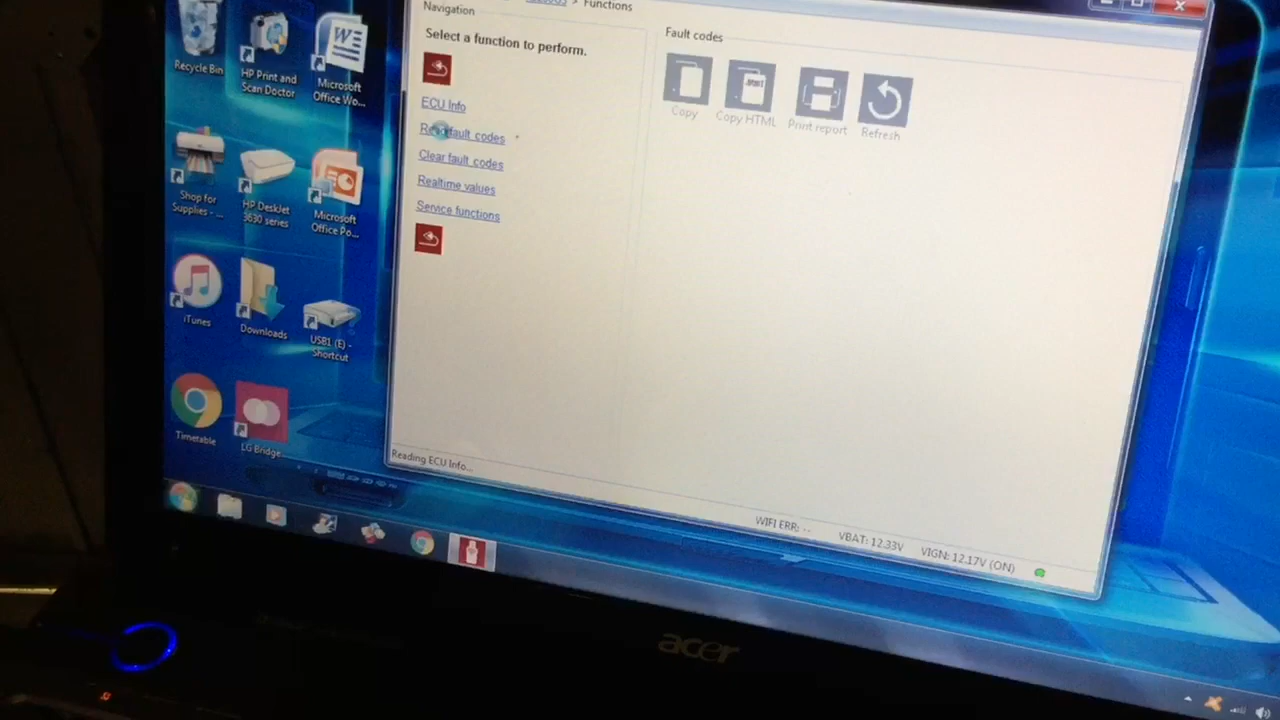 > Functions
Navigation
Select a function to perform.
ECU Info
Read fault codes
Clear fault codes
Realtime values
Service functions
Fault codes
Copy
Copy HTML
Print report
Refresh
Reading ECU Info...
WIFI ERR: --
VBAT: 12.33V
VIGN: 12.17V (ON)
Recycle Bin
HP Print and
Scan Doctor
Microsoft
Office Wo...
Shop for
Supplies - ...
HP DeskJet
3630 series
Microsoft
Office Po...
iTunes
Downloads
USB1 (E) -
Shortcut
Timetable
LG Bridge
acer